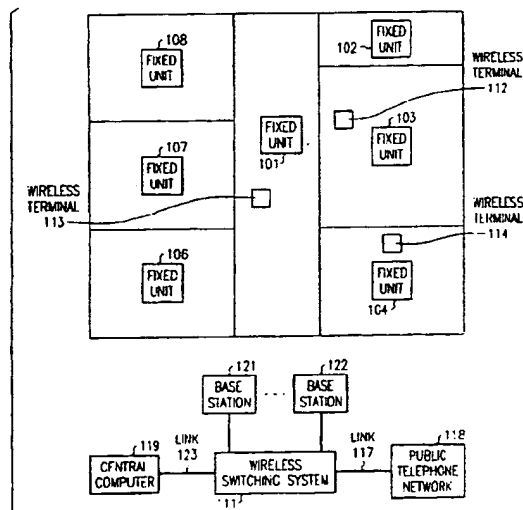 108
FIXED
UNIT
102
FIXED
UNIT
WIRELESS
TERMINAL
112
107
FIXED
UNIT
FIXED
UNIT
101
103
FIXED
UNIT
WIRELESS
TERMINAL
113
WIRELESS
TERMINAL
114
106
FIXED
UNIT
FIXED
UNIT
104
121
BASE
STATION
...
122
BASE
STATION
119
CENTRAL
COMPUTER
LINK
123
WIRELESS
SWITCHING SYSTEM
111
LINK
117
118
PUBLIC
TELEPHONE
NETWORK